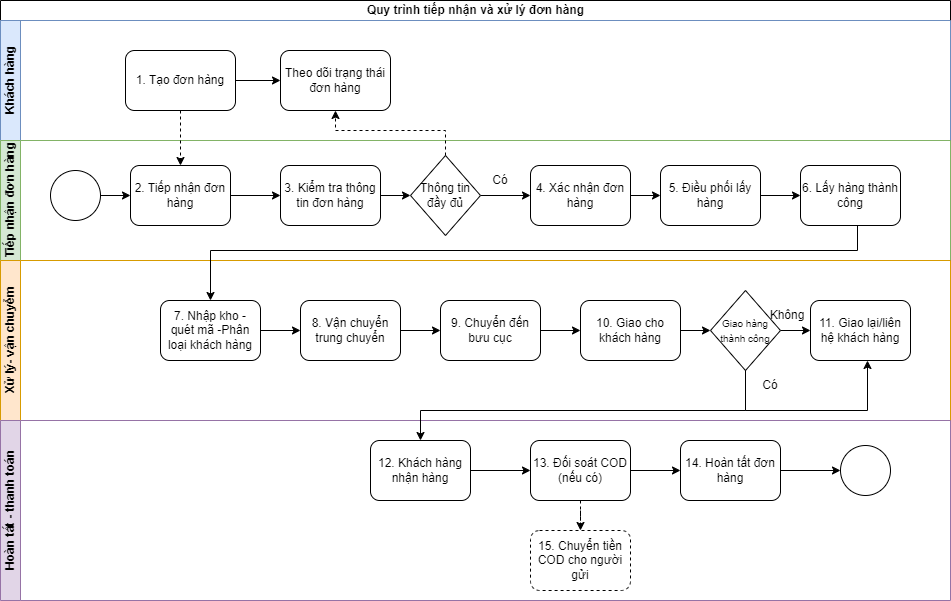 Quy trình tiếp nhận và xử lý đơn hàng
Khách hàng
1. Tạo đơn hàng
Theo dõi trạng thái
đơn hàng
Tiếp nhận đơn hàng
2. Tiếp nhận đơn
hàng
3. Kiểm tra thông
tin đơn hàng
Thông tin
đầy đủ
Có
4. Xác nhận đơn
hàng
5. Điều phối lấy
hàng
6. Lấy hàng thành
công
Xử lý- vận chuyểm
7. Nhập kho -
quét mã -Phân
loại khách hàng
8. Vận chuyển
trung chuyển
9. Chuyển đến
bưu cục
10. Giao cho
khách hàng
Giao hàng
thành công
Không
11. Giao lại/liên
hệ khách hàng
Có
Hoàn tất - thanh toán
12. Khách hàng
nhận hàng
13. Đối soát COD
(nếu có)
14. Hoàn tất đơn
hàng
15. Chuyển tiền
COD cho người
gửi